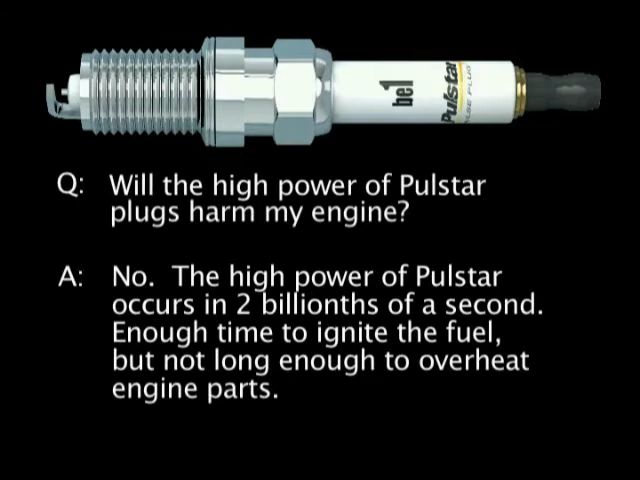 be1
Pulstar
Q: Will the high power of Pulstar
plugs harm my engine?
A: No. The high power of Pulstar
occurs in 2 billionths of a second.
Enough time to ignite the fuel,
but not long enough to overheat
engine parts.